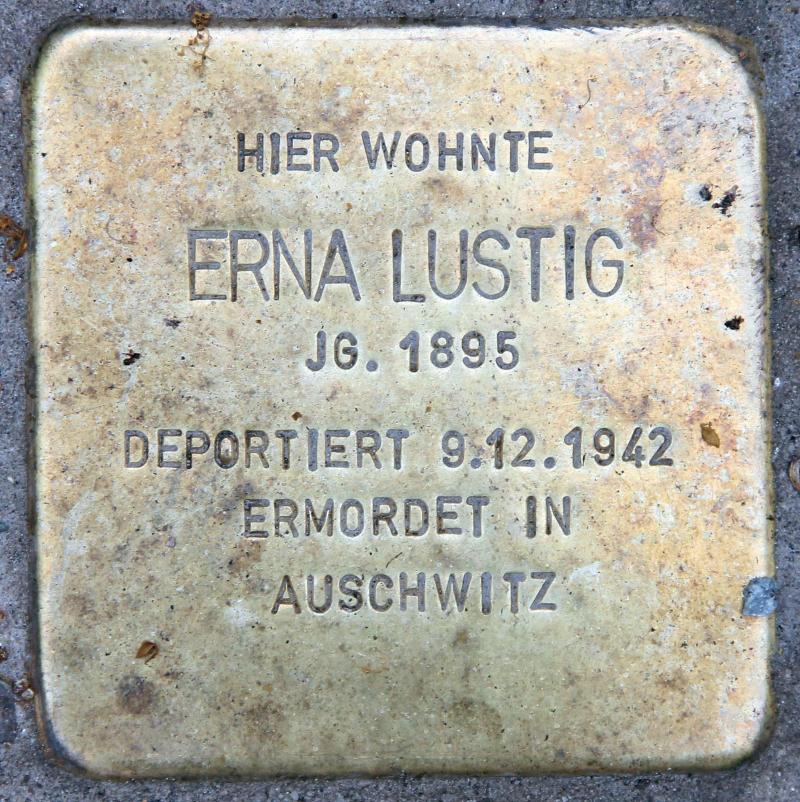 HIER WOHNTE
ERNA LUSTIG
JG. 1895
DEPORTIERT 9.12.1942
ERMORDET IN
AUSCHWITZ